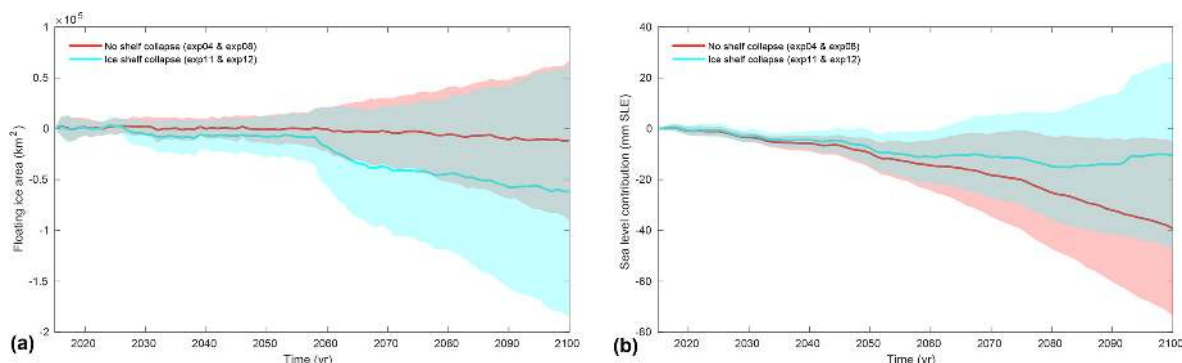 ×10⁵
No shelf collapse (exp04 & exp08)
Ice shelf collapse (exp11 & exp12)
1
0.5
0
-0.5
-1
-1.5
-2
Floating ice area (km²)
2020 2030 2040 2050 2060 2070 2080 2090 2100
Time (yr)
(a)
No shelf collapse (exp04 & exp08)
Ice shelf collapse (exp11 & exp12)
40
20
0
-20
-40
-60
-80
Sea level contribution (mm SLE)
2020 2030 2040 2050 2060 2070 2080 2090 2100
Time (yr)
(b)